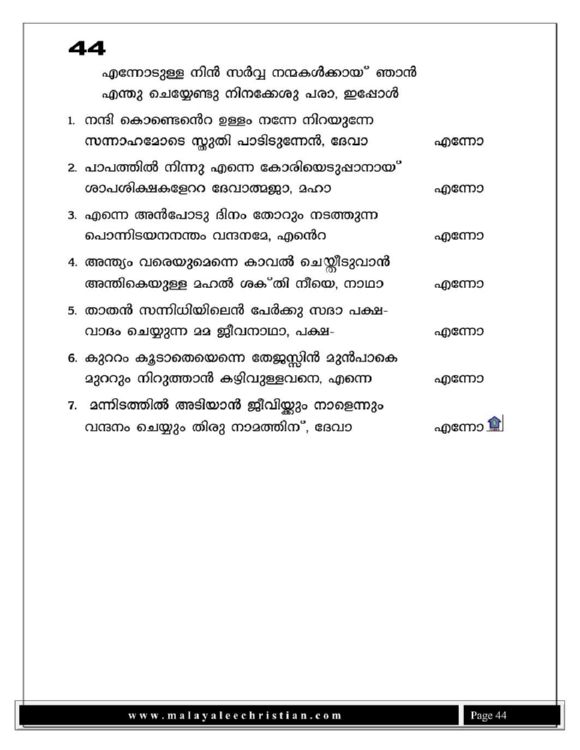 44
എന്നോടുള്ള നിൻ സർവ്വ നന്മകൾക്കായ് ഞാൻ
എന്തു ചെയ്യേണ്ടു നിനക്കേശു പരാ, ഇപ്പോൾ
1. നന്ദി കൊണ്ടെൻെറ ഉള്ളം നന്നേ നിറയുന്നേ
സന്നാഹമോടെ സ്തുതി പാടിടുന്നേൻ, ദേവാ എന്നോ
2. പാപത്തിൽ നിന്നു എന്നെ കോരിയെടുപ്പാനായ്
ശാപശിക്ഷകളേററ ദേവാത്മജാ, മഹാ എന്നോ
3. എന്നെ അൻപോടു ദിനം തോറും നടത്തുന്ന
പൊന്നിടയനനന്തം വന്ദനമേ, എൻെറ എന്നോ
4. അന്ത്യം വരെയുമെന്നെ കാവൽ ചെയ്തീടുവാൻ
അന്തികെയുള്ള മഹൽ ശക്തി നീയെ, നാഥാ എന്നോ
5. താതൻ സന്നിധിയിലെൻ പേർക്കു സദാ പക്ഷ-
വാദം ചെയ്യുന്ന മമ ജീവനാഥാ, പക്ഷ- എന്നോ
6. കുററം കൂടാതെയെന്നെ തേജസ്സിൻ മുൻപാകെ
മുററും നിറുത്താൻ കഴിവുള്ളവനെ, എന്നെ എന്നോ
7. മന്നിടത്തിൽ അടിയാൻ ജീവിയ്ക്കും നാളെന്നും
വന്ദനം ചെയ്യും തിരു നാമത്തിന്, ദേവാ എന്നോ
www.malayaleechristian.com Page 44